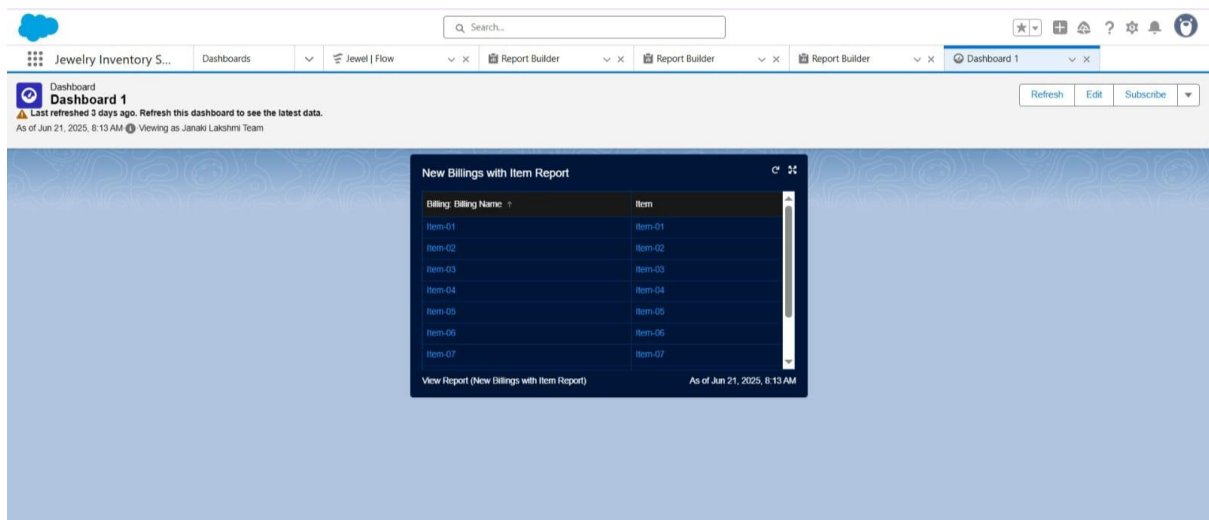 Search...
Jewelry Inventory S...
Dashboards
Jewel | Flow
Report Builder
Report Builder
Report Builder
Dashboard 1
Dashboard
Dashboard 1
Last refreshed 3 days ago. Refresh this dashboard to see the latest data.
As of Jun 21, 2025, 8:13 AM Viewing as Janaki Lakshmi Team
Refresh
Edit
Subscribe
New Billings with Item Report
Billing: Billing Name ↑ Item
Item-01 Item-01
Item-02 Item-02
Item-03 Item-03
Item-04 Item-04
Item-05 Item-05
Item-06 Item-06
Item-07 Item-07
View Report (New Billings with Item Report) As of Jun 21, 2025, 8:13 AM